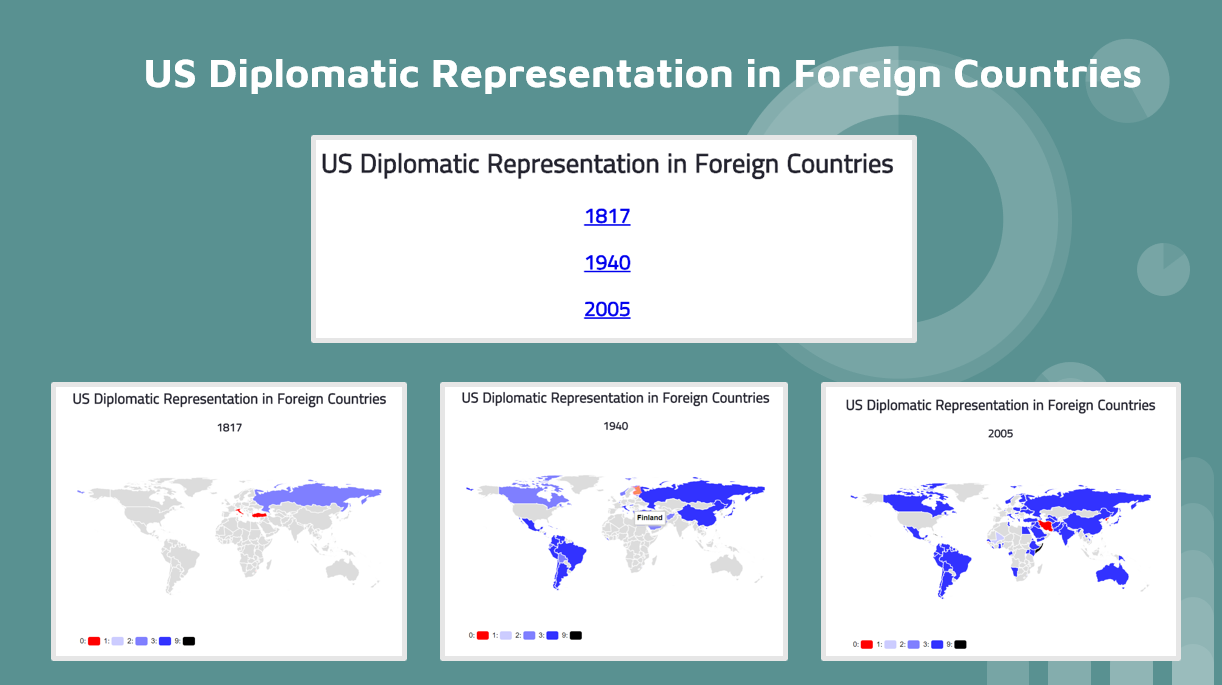 US Diplomatic Representation in Foreign Countries
US Diplomatic Representation in Foreign Countries
1817
1940
2005
US Diplomatic Representation in Foreign Countries
1817
0: 1: 2: 3: 9:
US Diplomatic Representation in Foreign Countries
1940
Finland
0: 1: 2: 3: 9:
US Diplomatic Representation in Foreign Countries
2005
0: 1: 2: 3: 9: